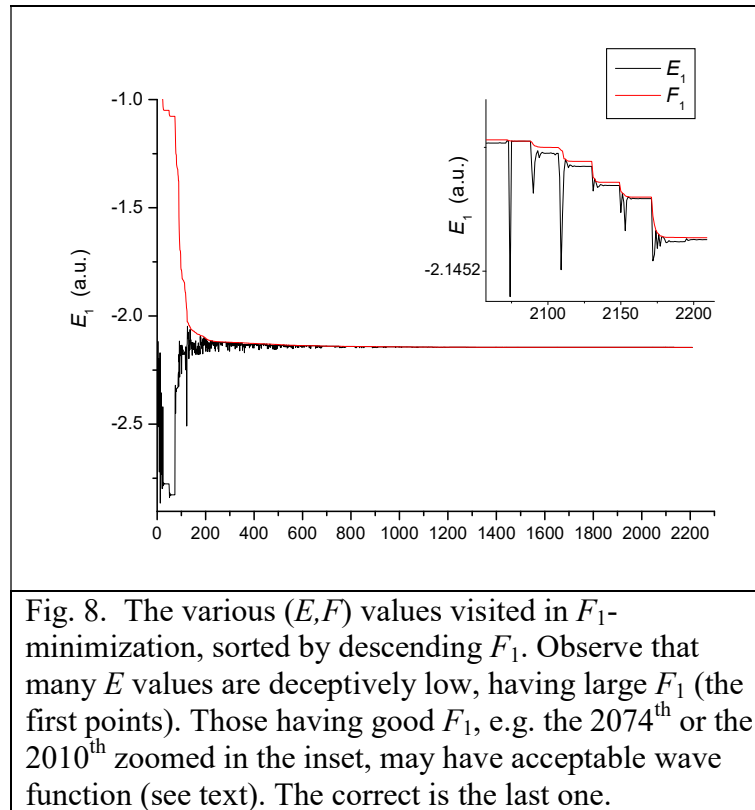 E₁
F₁
-1.0
-1.5
-2.0
-2.5
E₁ (a.u.)
0 200 400 600 800 1000 1200 1400 1600 1800 2000 2200
E₁ (a.u.)
-2.1452
2100 2150 2200
Fig. 8. The various (E,F) values visited in F₁-
minimization, sorted by descending F₁. Observe that
many E values are deceptively low, having large F₁ (the
first points). Those having good F₁, e.g. the 2074th or the
2010th zoomed in the inset, may have acceptable wave
function (see text). The correct is the last one.